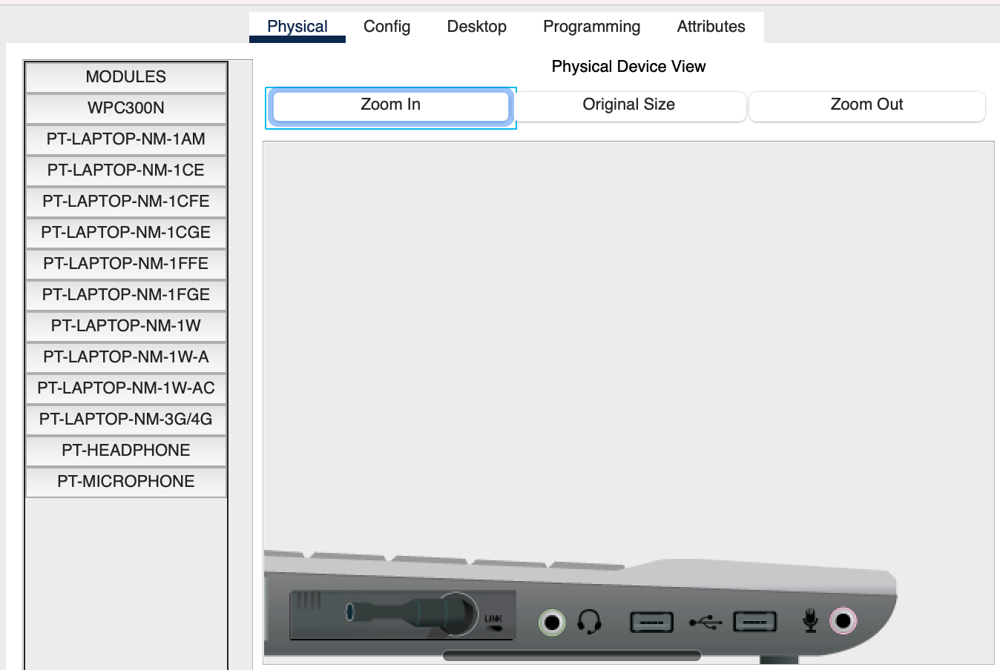 Physical Config Desktop Programming Attributes
MODULES
WPC300N
PT-LAPTOP-NM-1AM
PT-LAPTOP-NM-1CE
PT-LAPTOP-NM-1CFE
PT-LAPTOP-NM-1CGE
PT-LAPTOP-NM-1FFE
PT-LAPTOP-NM-1FGE
PT-LAPTOP-NM-1W
PT-LAPTOP-NM-1W-A
PT-LAPTOP-NM-1W-AC
PT-LAPTOP-NM-3G/4G
PT-HEADPHONE
PT-MICROPHONE
Physical Device View
Zoom In Original Size Zoom Out
LINK